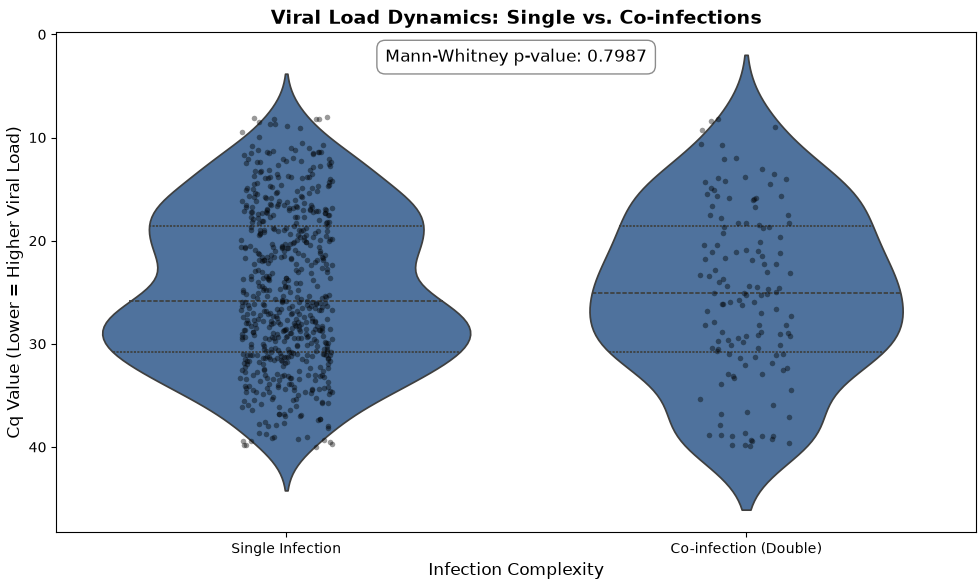 Viral Load Dynamics: Single vs. Co-infections
Mann-Whitney p-value: 0.7987
Cq Value (Lower = Higher Viral Load)
0
10
20
30
40
Single Infection
Co-infection (Double)
Infection Complexity